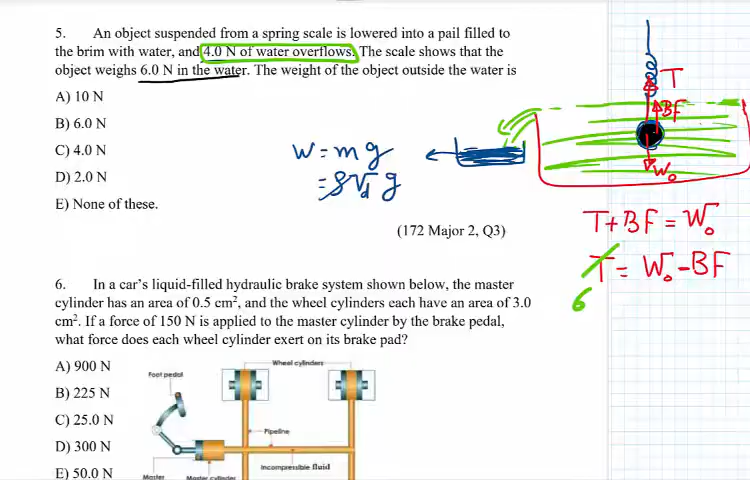 5. An object suspended from a spring scale is lowered into a pail filled to
the brim with water, and 4.0 N of water overflows. The scale shows that the
object weighs 6.0 N in the water. The weight of the object outside the water is
A) 10 N
B) 6.0 N
C) 4.0 N
D) 2.0 N
E) None of these.
(172 Major 2, Q3)
T
BF
W₀
W = mg
= ρV_d g
T + BF = W₀
T = W₀ - BF
6
6. In a car's liquid-filled hydraulic brake system shown below, the master
cylinder has an area of 0.5 cm², and the wheel cylinders each have an area of 3.0
cm². If a force of 150 N is applied to the master cylinder by the brake pedal,
what force does each wheel cylinder exert on its brake pad?
A) 900 N
B) 225 N
C) 25.0 N
D) 300 N
E) 50.0 N
Wheel cylinders
Foot pedal
Pipeline
Incompressible fluid
Master
Master cylinder